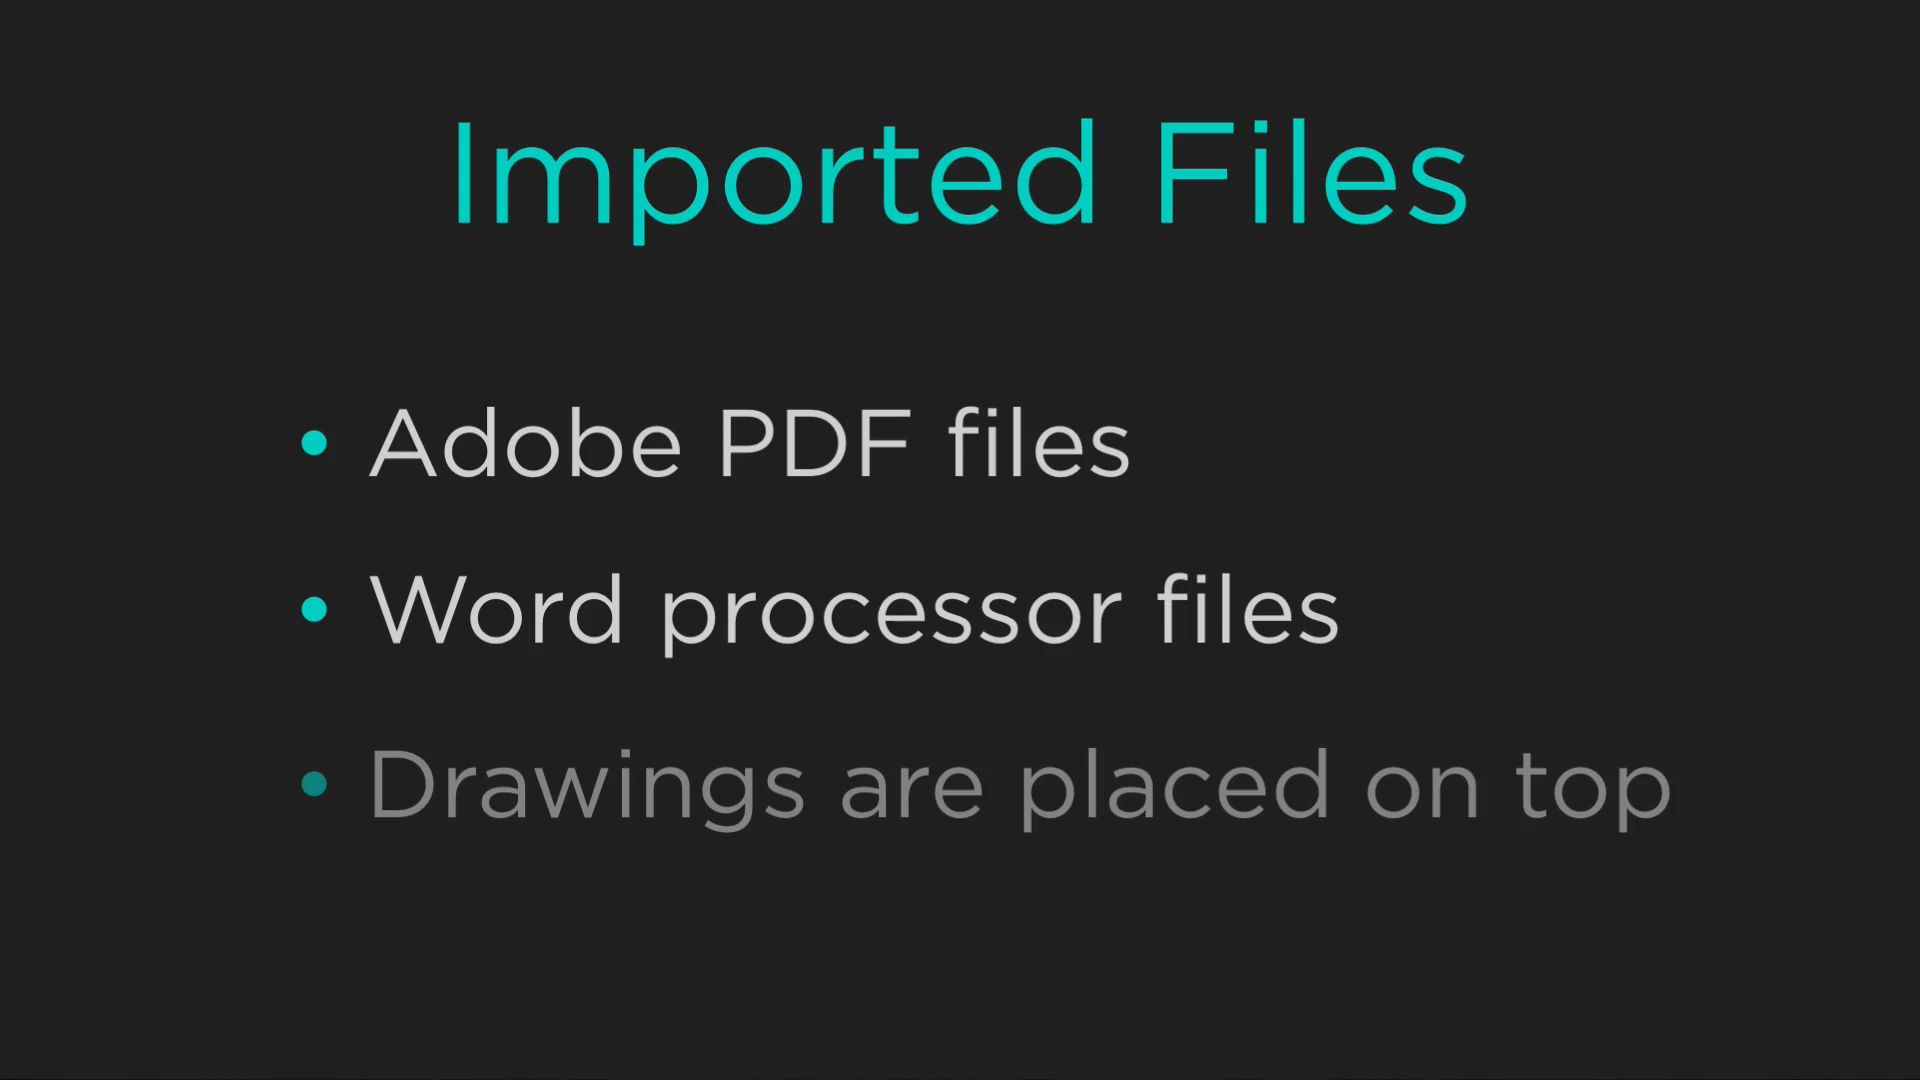 Imported Files
• Adobe PDF files
• Word processor files
• Drawings are placed on top